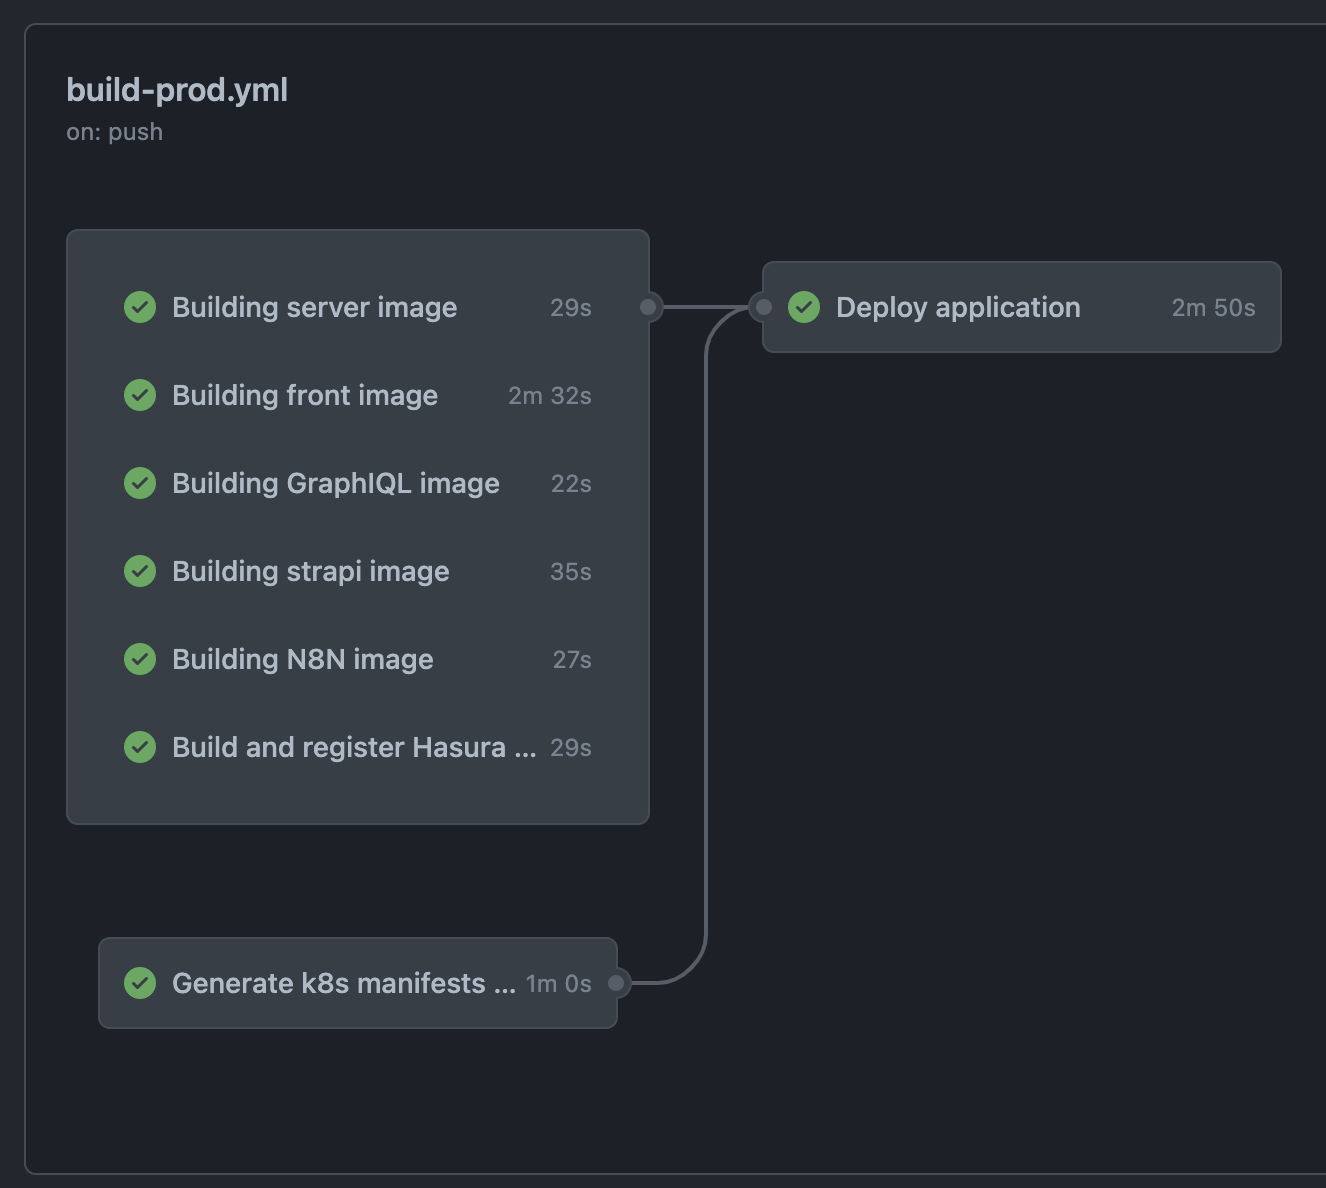 build-prod.yml
on: push
Building server image 29s
Deploy application 2m 50s
Building front image 2m 32s
Building GraphIQL image 22s
Building strapi image 35s
Building N8N image 27s
Build and register Hasura ... 29s
Generate k8s manifests ... 1m 0s